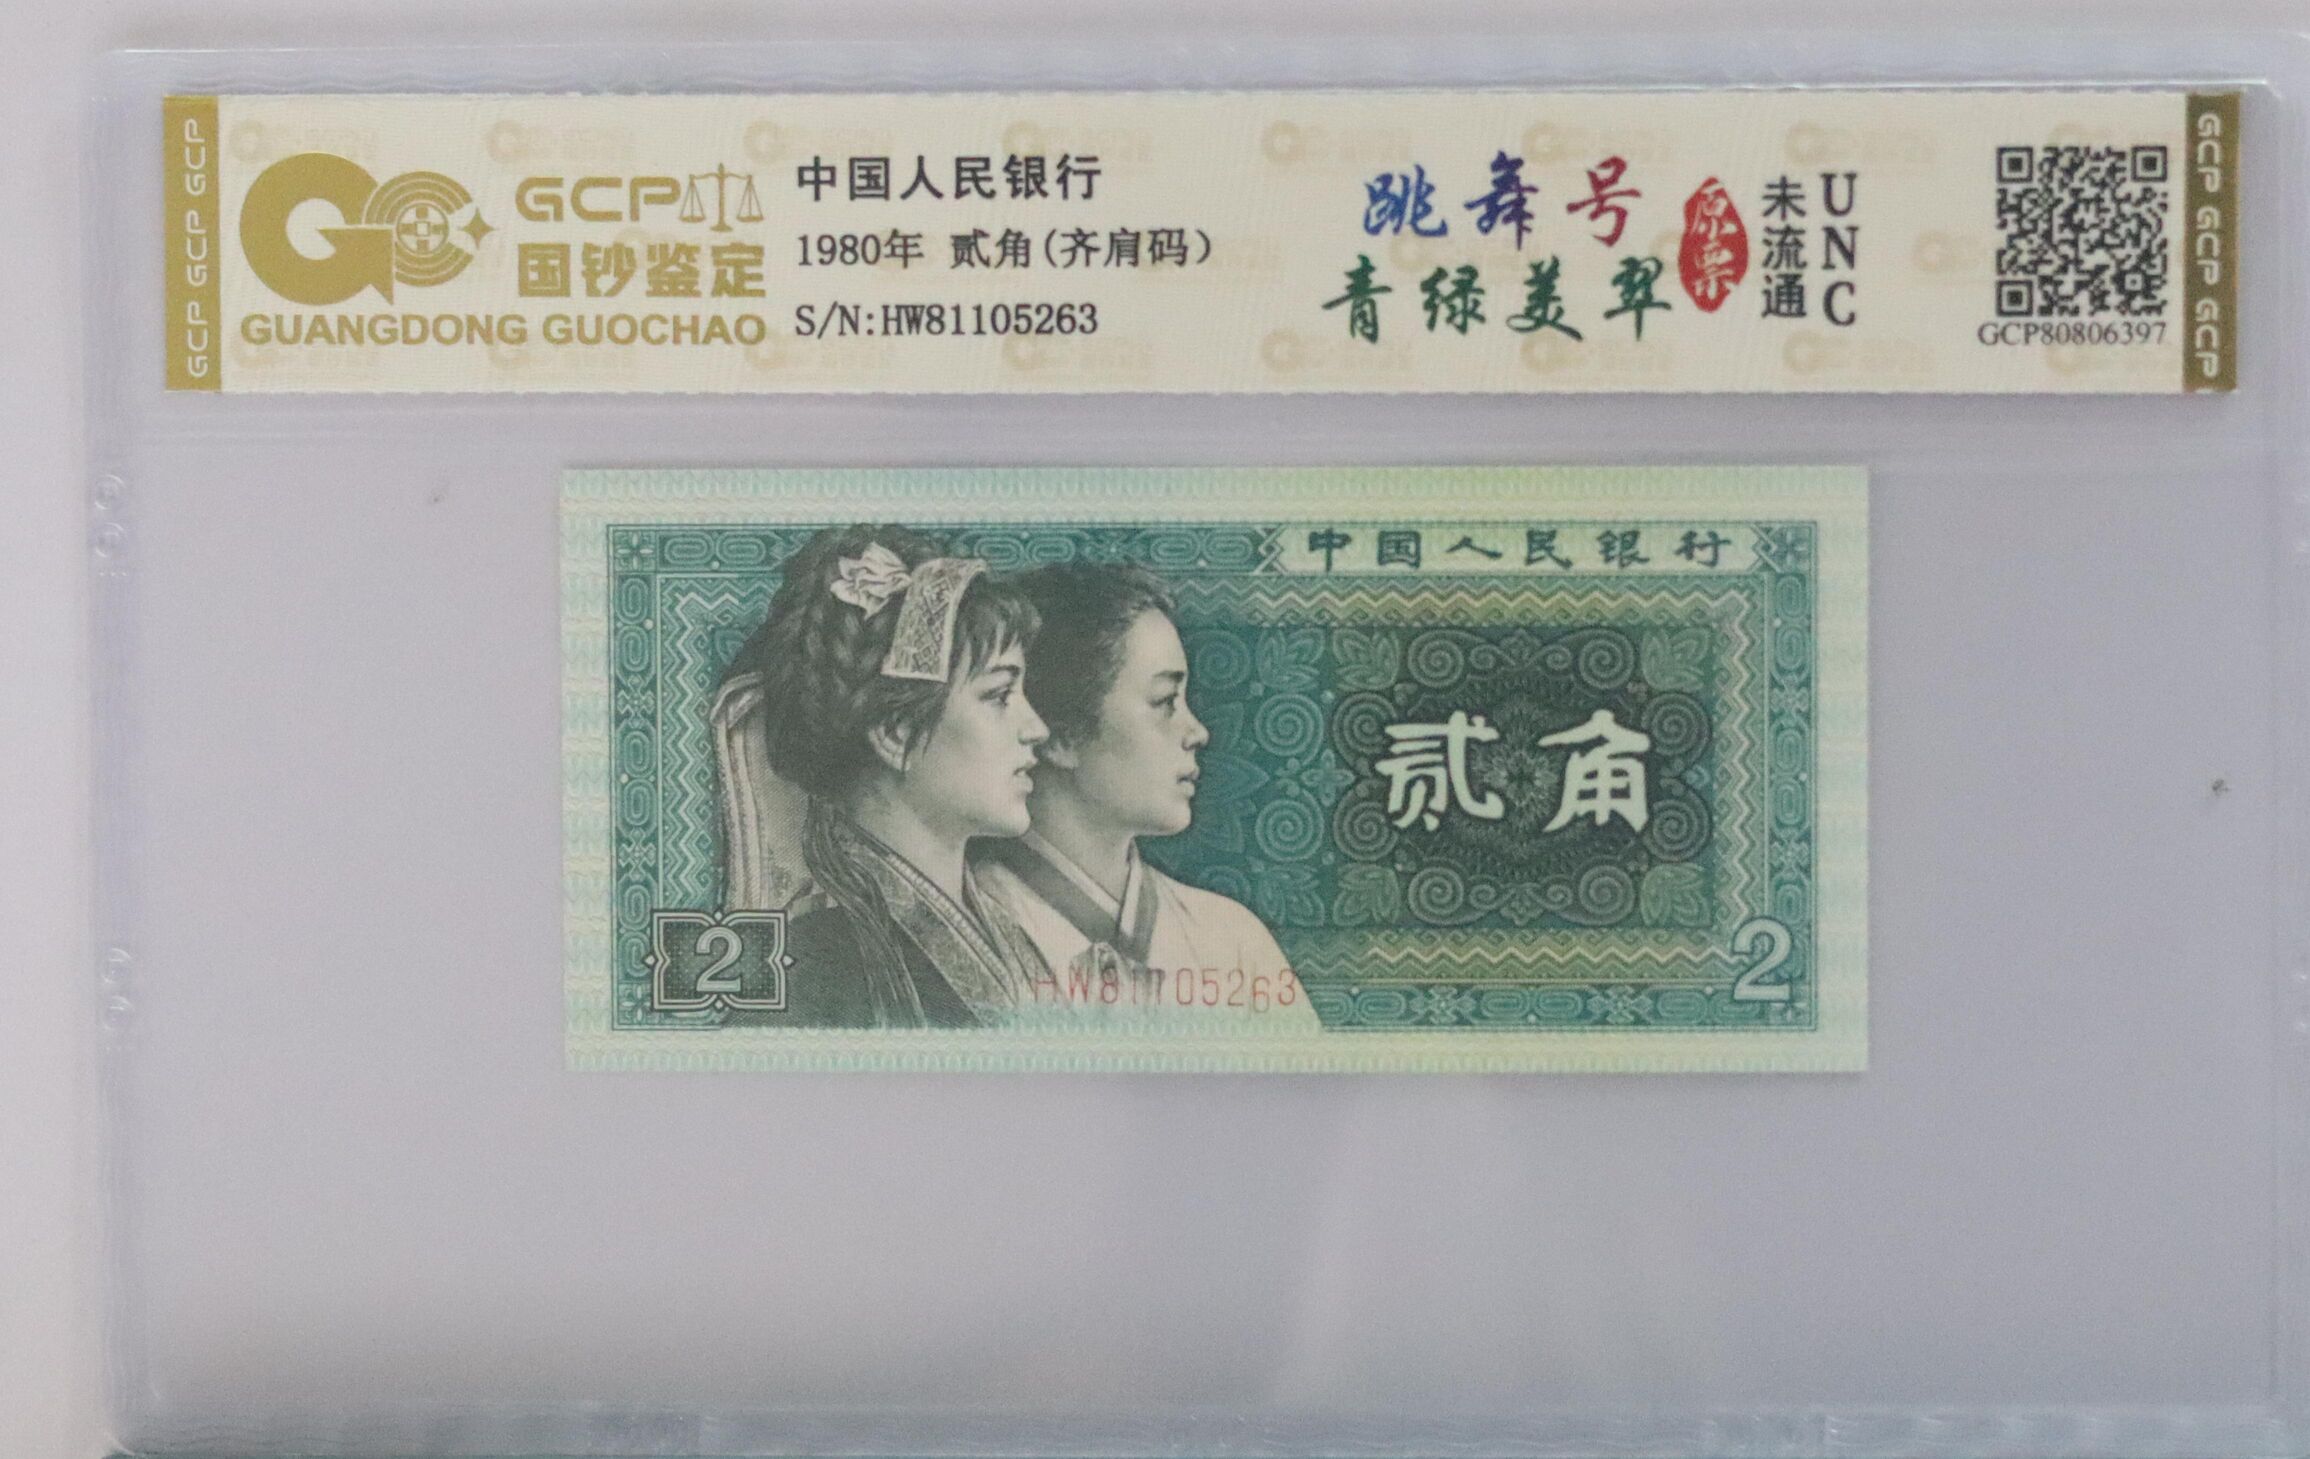 GCP GCP GCP
GCP
国钞鉴定
GUANGDONG GUOCHAO
中国人民银行
1980年 贰角(齐肩码)
S/N:HW81105263
跳舞号
青绿美翠
原票
未流通
UNC
GCP80806397
GCP GCP GCP
中国人民银行
贰角
2
HW81105263
2